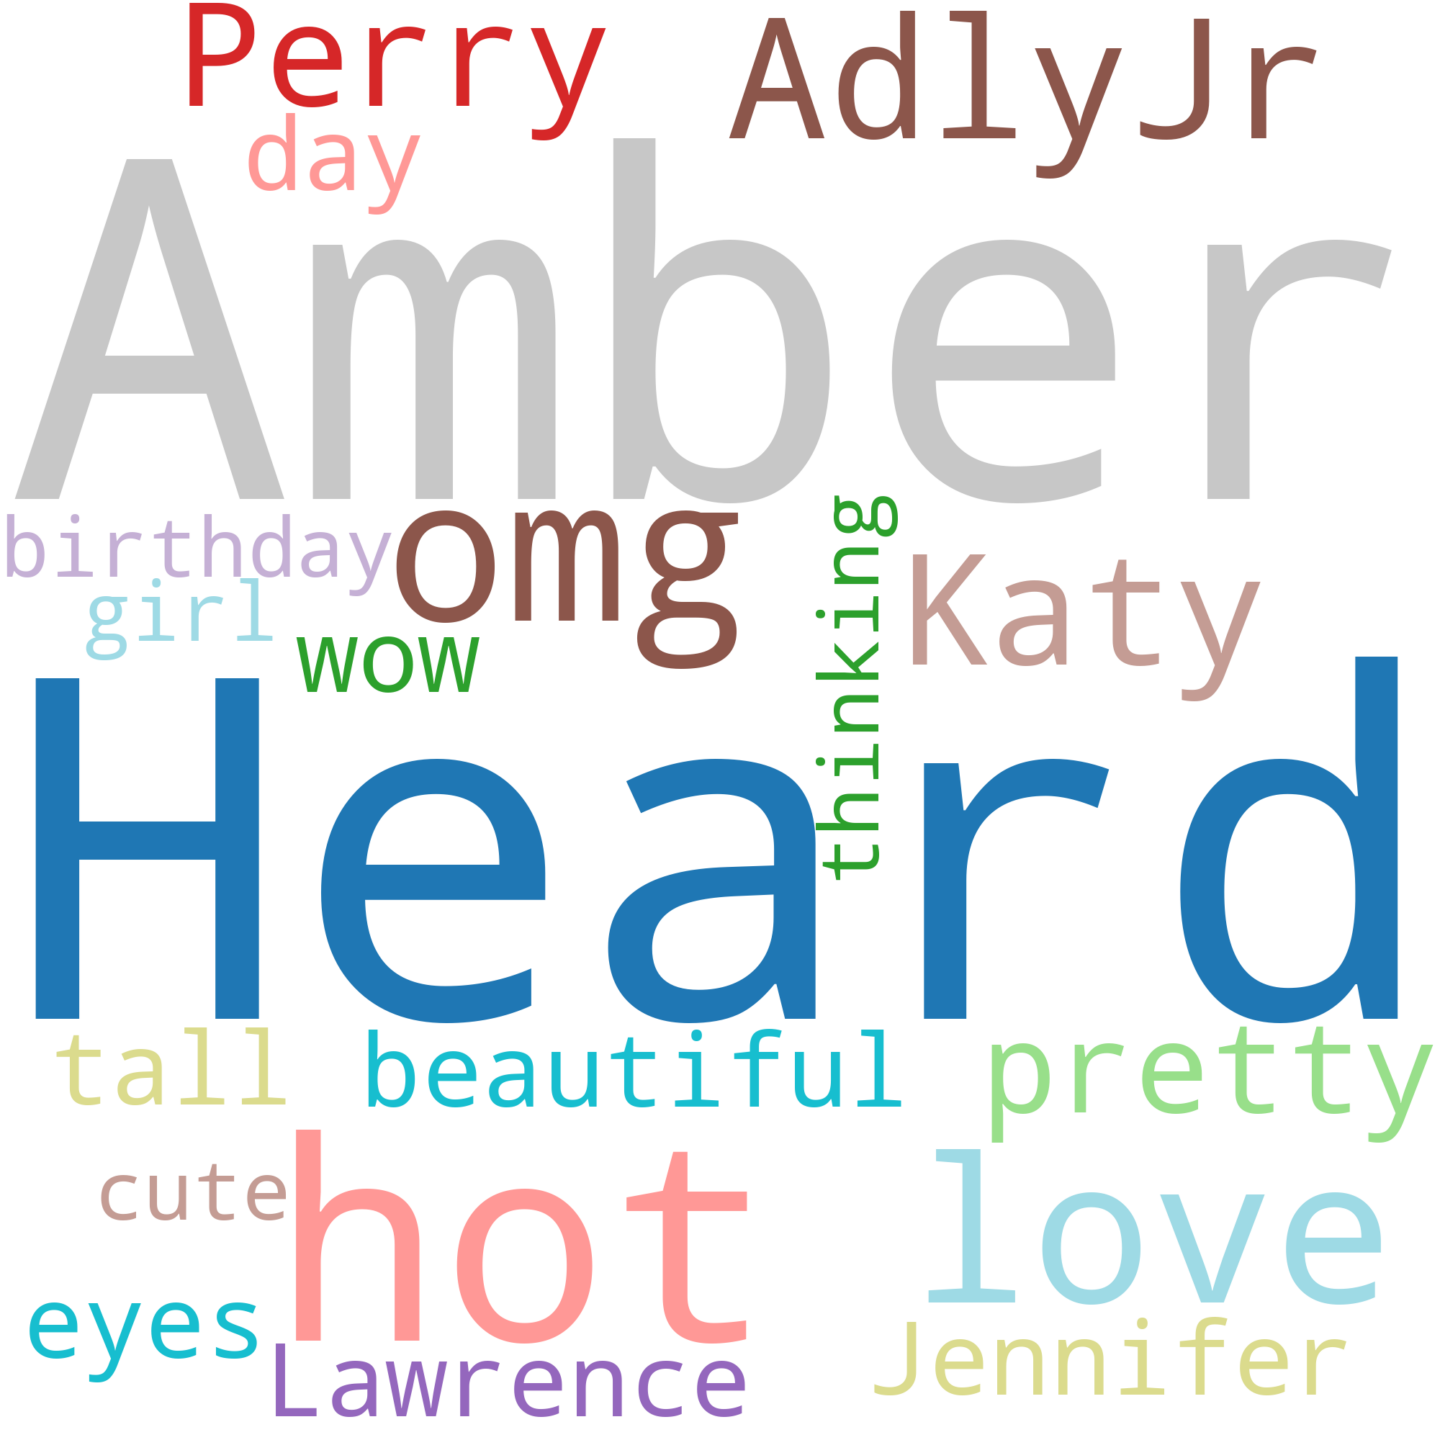 Perry AdlyJr
day
Amber
birthday omg thinking Katy
girl
wow
Heard
tall beautiful pretty
cute hot love
eyes
Lawrence Jennifer